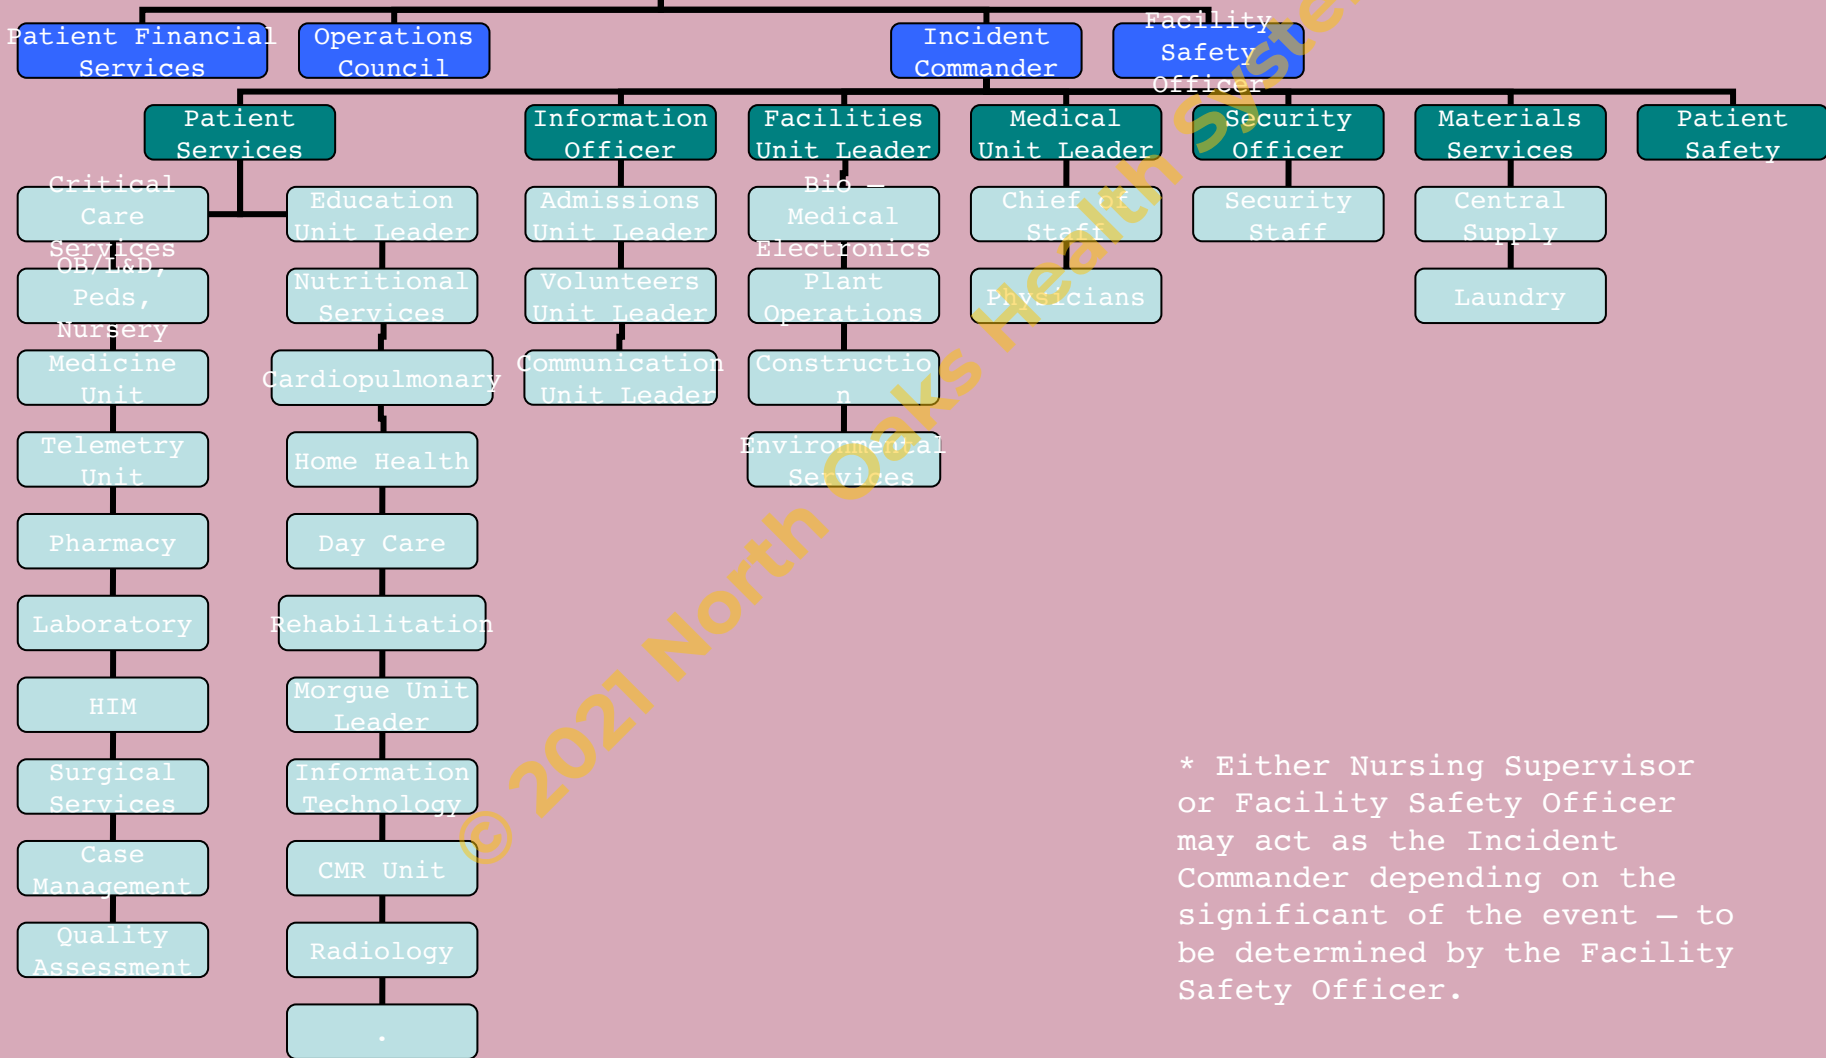 Patient Financial
Services
Operations
Council
Incident
Commander
Facility
Safety
Officer
Patient
Services
Information
Officer
Facilities
Unit Leader
Medical
Unit Leader
Security
Officer
Materials
Services
Patient
Safety
Critical
Care
Services
Education
Unit Leader
Admissions
Unit Leader
Bio –
Medical
Electronics
Chief of
Staff
Security
Staff
Central
Supply
OB/L&D,
Peds,
Nursery
Nutritional
Services
Volunteers
Unit Leader
Plant
Operations
Physicians
Laundry
Medicine
Unit
Cardiopulmonary
Communication
Unit Leader
Constructio
n
Telemetry
Unit
Home Health
Environmental
Services
Pharmacy
Day Care
Laboratory
Rehabilitation
HIM
Morgue Unit
Leader
Surgical
Services
Information
Technology
Case
Management
CMR Unit
Quality
Assessment
Radiology
.
* Either Nursing Supervisor
or Facility Safety Officer
may act as the Incident
Commander depending on the
significant of the event – to
be determined by the Facility
Safety Officer.
© 2021 North Oaks Health Syste